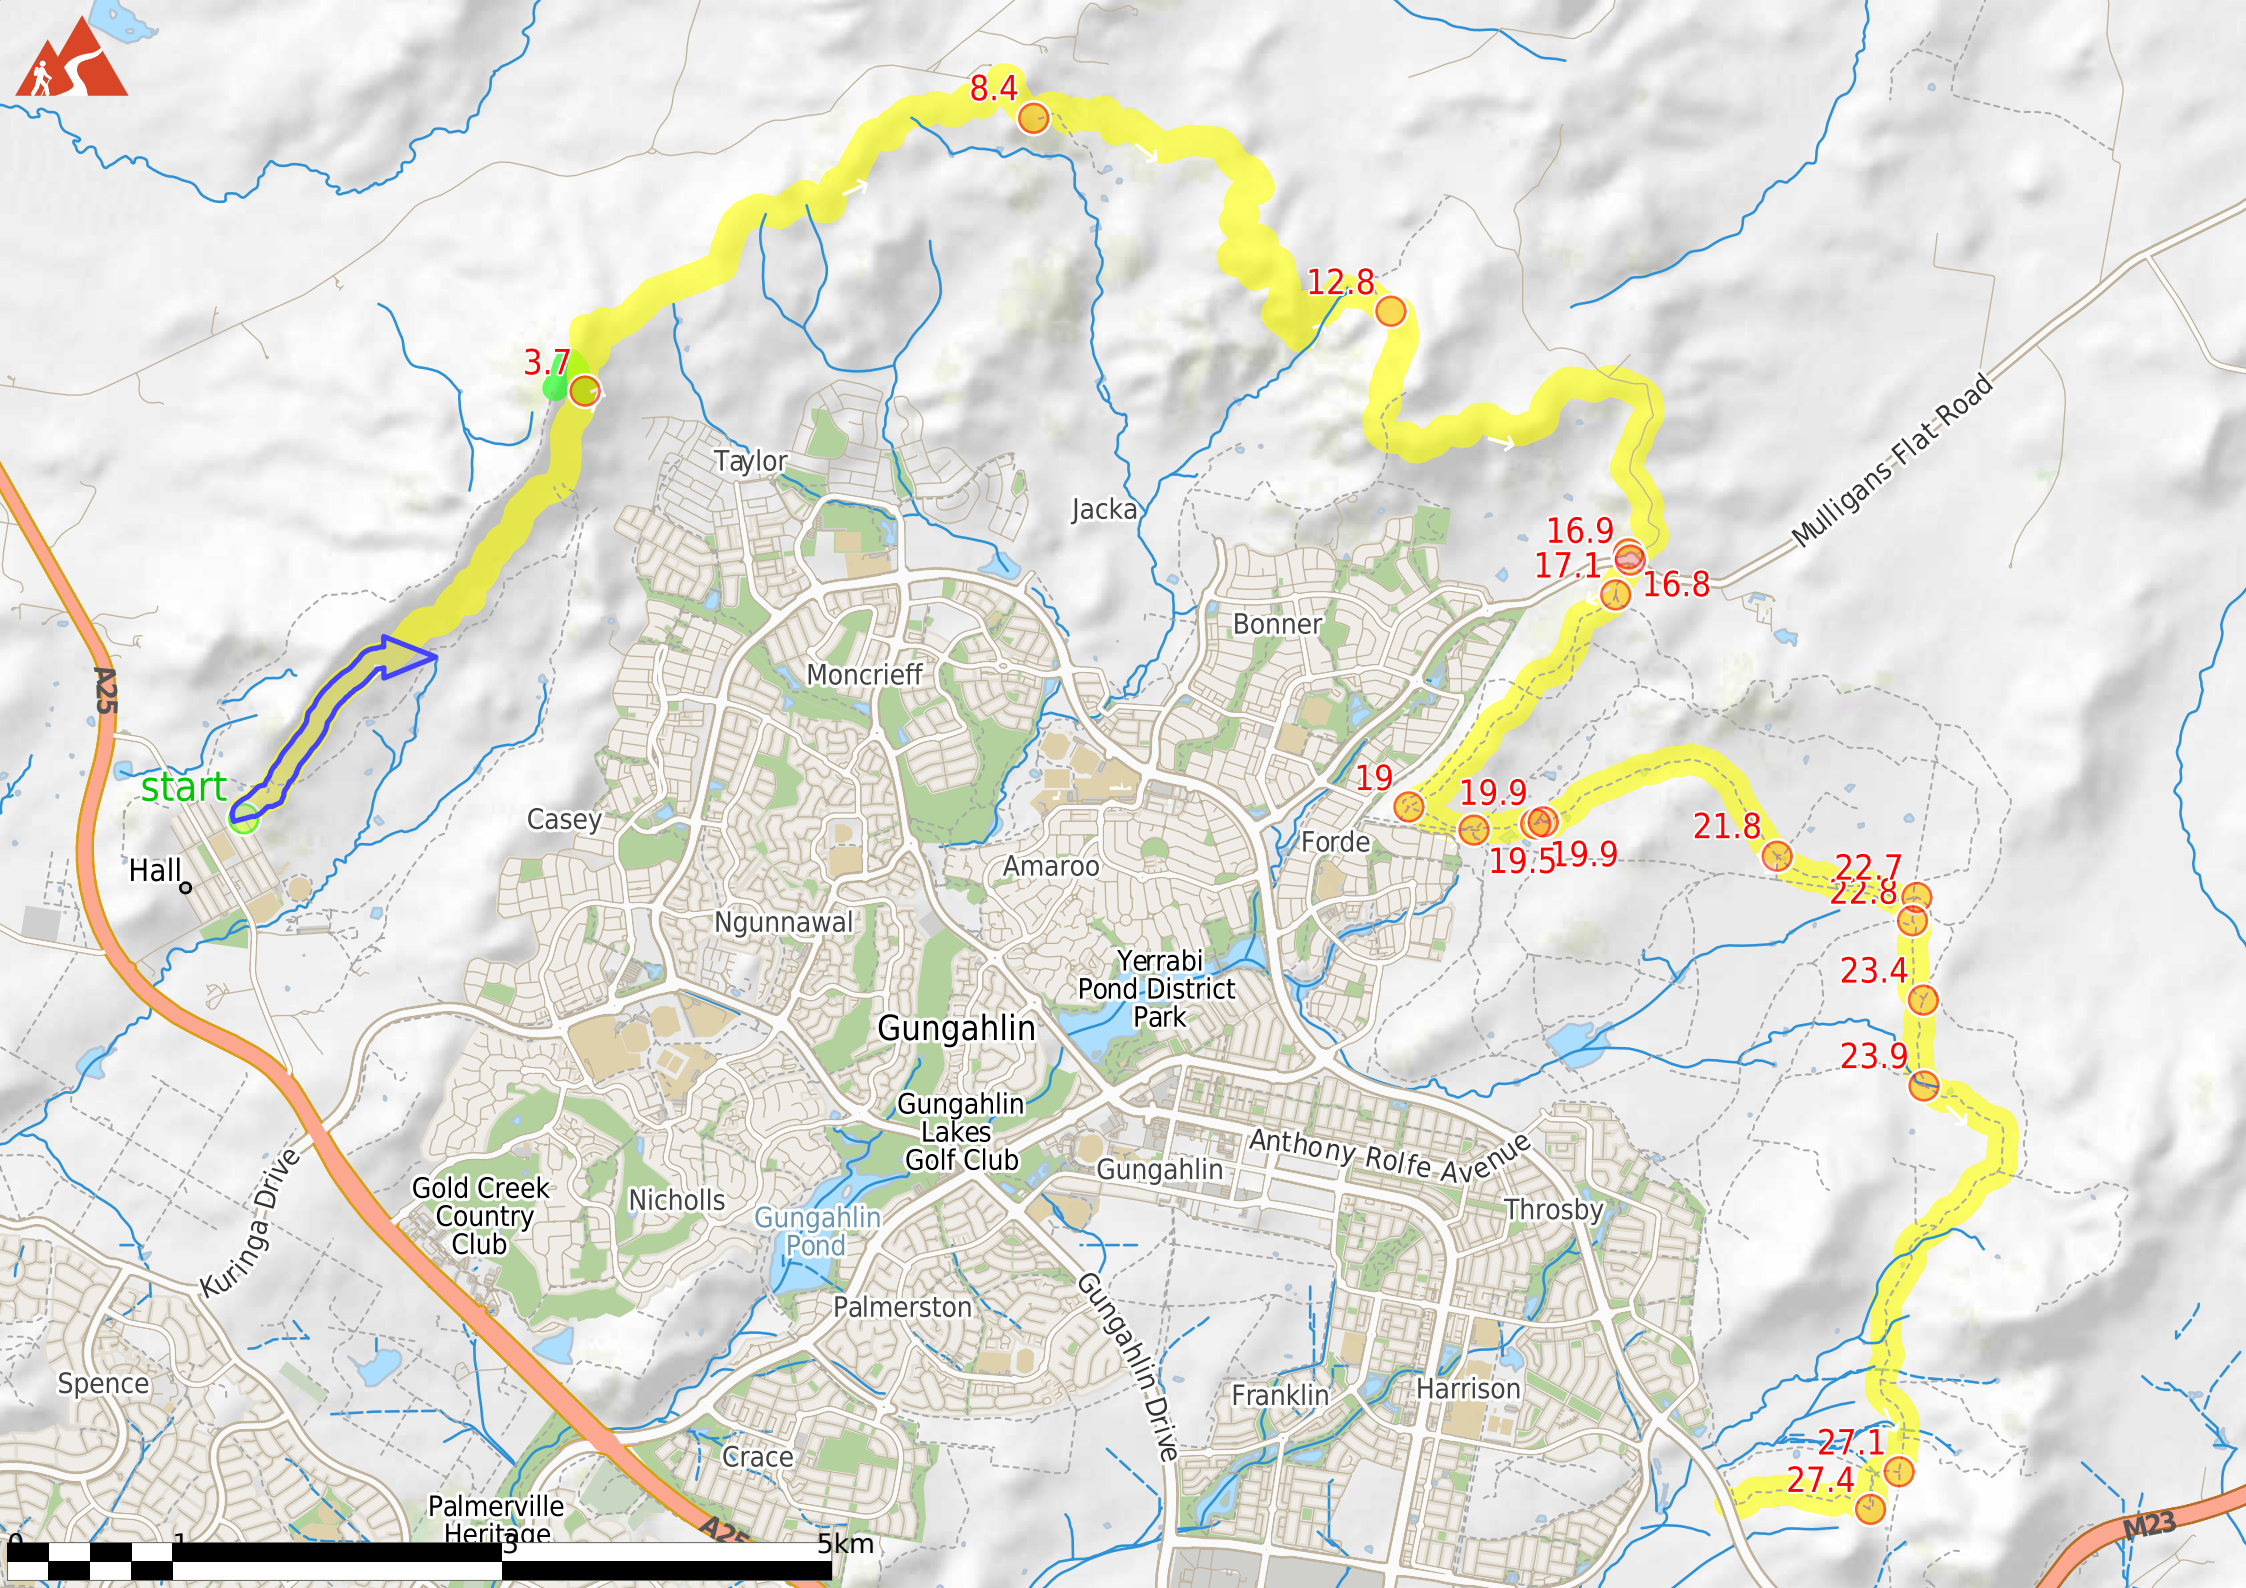 8.4
12.8
3.7
Mulligans Flat Road
Taylor
Jacka
16.9
17.1
16.8
Bonner
A25
Moncrieff
start
19
19.9
Casey
Forde
21.8
19.5
19.9
22.7
22.8
Hall
Amaroo
Ngunnawal
Yerrabi
Pond District
Park
23.4
Gungahlin
23.9
Gungahlin
Lakes
Golf Club
Anthony Rolfe Avenue
Gungahlin
Kuringa Drive
Gold Creek
Country
Club
Nicholls
Gungahlin
Pond
Throsby
Palmerston
Gungahlin Drive
Spence
Franklin
Harrison
Crace
27.1
27.4
Palmerville
Heritage
A25
M23
0 1 3 5km